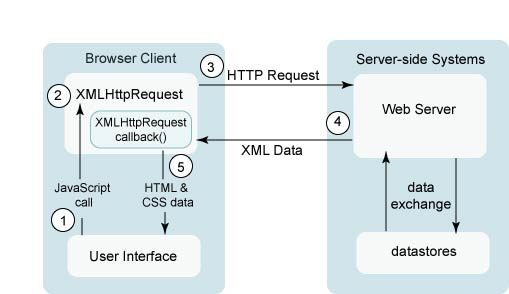 Browser Client
Server-side Systems
3
HTTP Request
2
XMLHttpRequest
XMLHttpRequest
callback()
Web Server
4
XML Data
5
JavaScript
call
HTML &
CSS data
data
exchange
1
User Interface
datastores